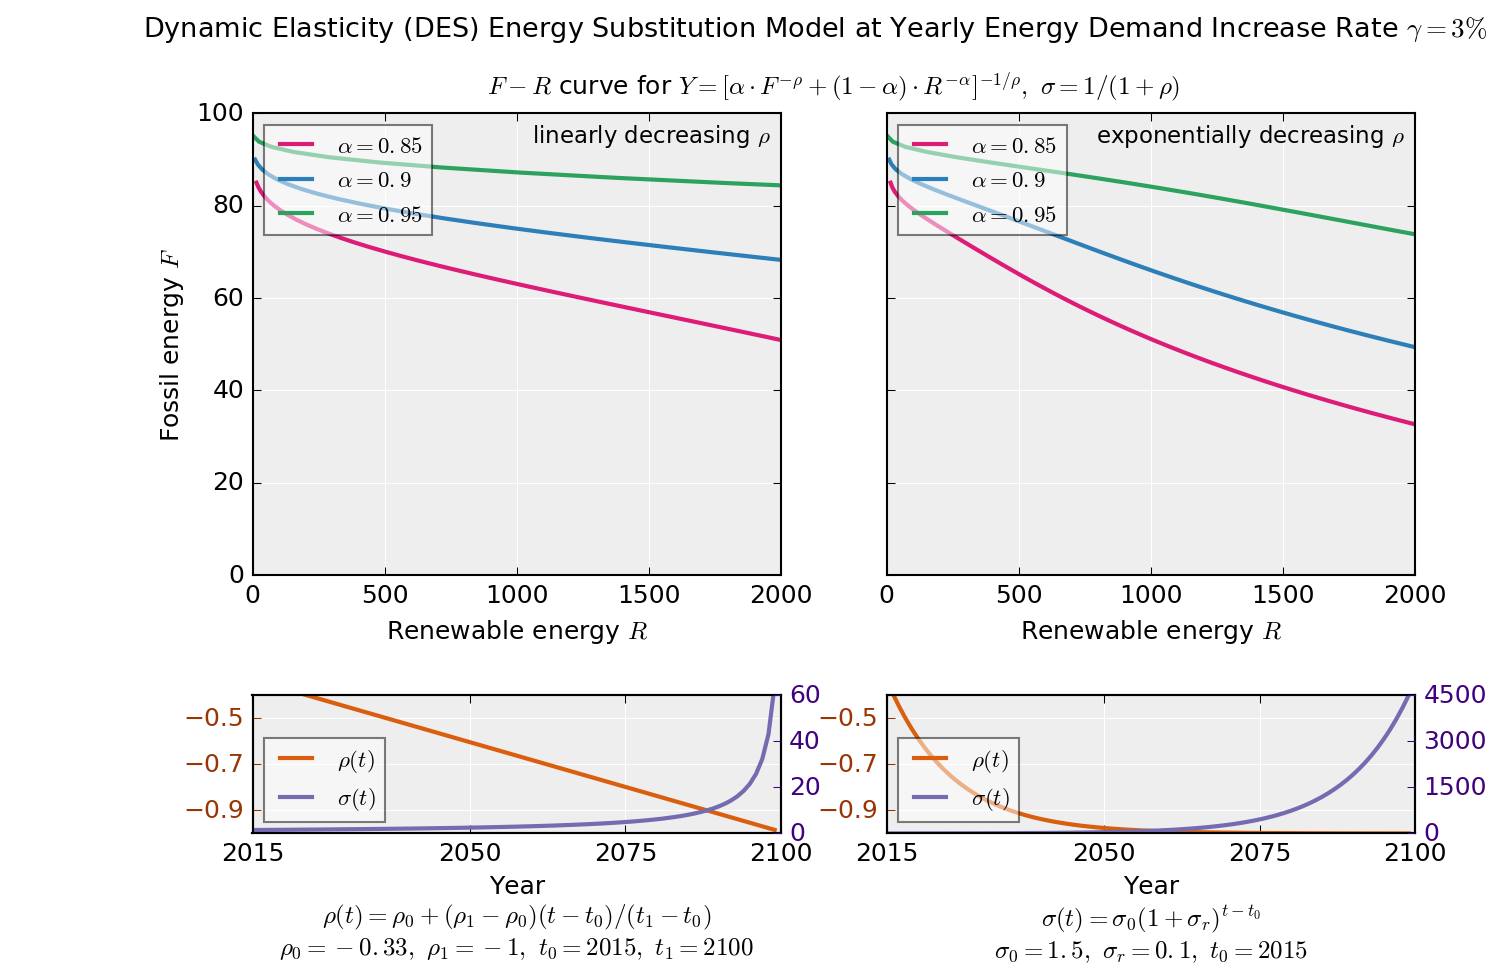 Dynamic Elasticity (DES) Energy Substitution Model at Yearly Energy Demand Increase Rate γ = 3%
F − R curve for Y = [α · F^{−ρ} + (1 − α) · R^{−α}]^{−1/ρ}, σ = 1/(1 + ρ)
linearly decreasing ρ
α = 0.85
α = 0.9
α = 0.95
100
80
60
40
20
0
Fossil energy F
0 500 1000 1500 2000
Renewable energy R
exponentially decreasing ρ
α = 0.85
α = 0.9
α = 0.95
0 500 1000 1500 2000
Renewable energy R
−0.5
−0.7
−0.9
ρ(t)
σ(t)
60
40
20
0
2015 2050 2075 2100
Year
ρ(t) = ρ₀ + (ρ₁ − ρ₀)(t − t₀)/(t₁ − t₀)
ρ₀ = −0.33, ρ₁ = −1, t₀ = 2015, t₁ = 2100
−0.5
−0.7
−0.9
ρ(t)
σ(t)
4500
3000
1500
0
2015 2050 2075 2100
Year
σ(t) = σ₀(1 + σᵣ)^{t − t₀}
σ₀ = 1.5, σᵣ = 0.1, t₀ = 2015